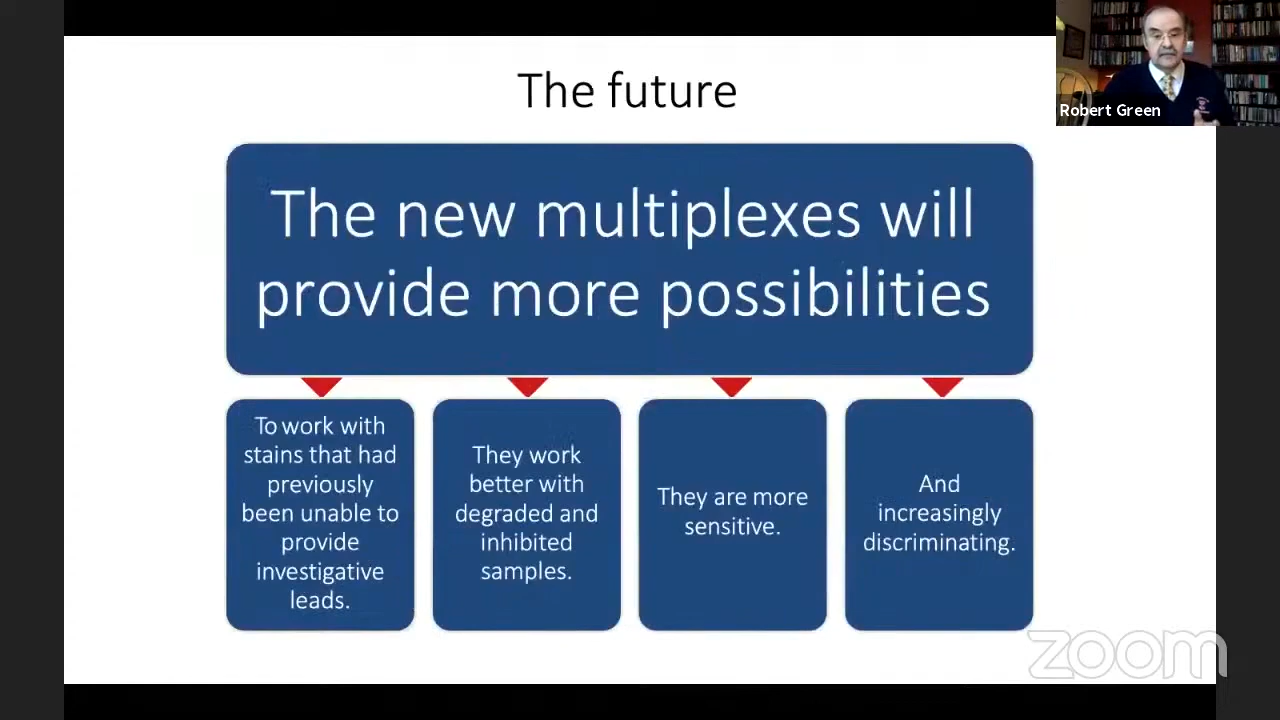 The future
Robert Green
The new multiplexes will
provide more possibilities
To work with
stains that had
previously
been unable to
provide
investigative
leads.
They work
better with
degraded and
inhibited
samples.
They are more
sensitive.
And
increasingly
discriminating.
zoom